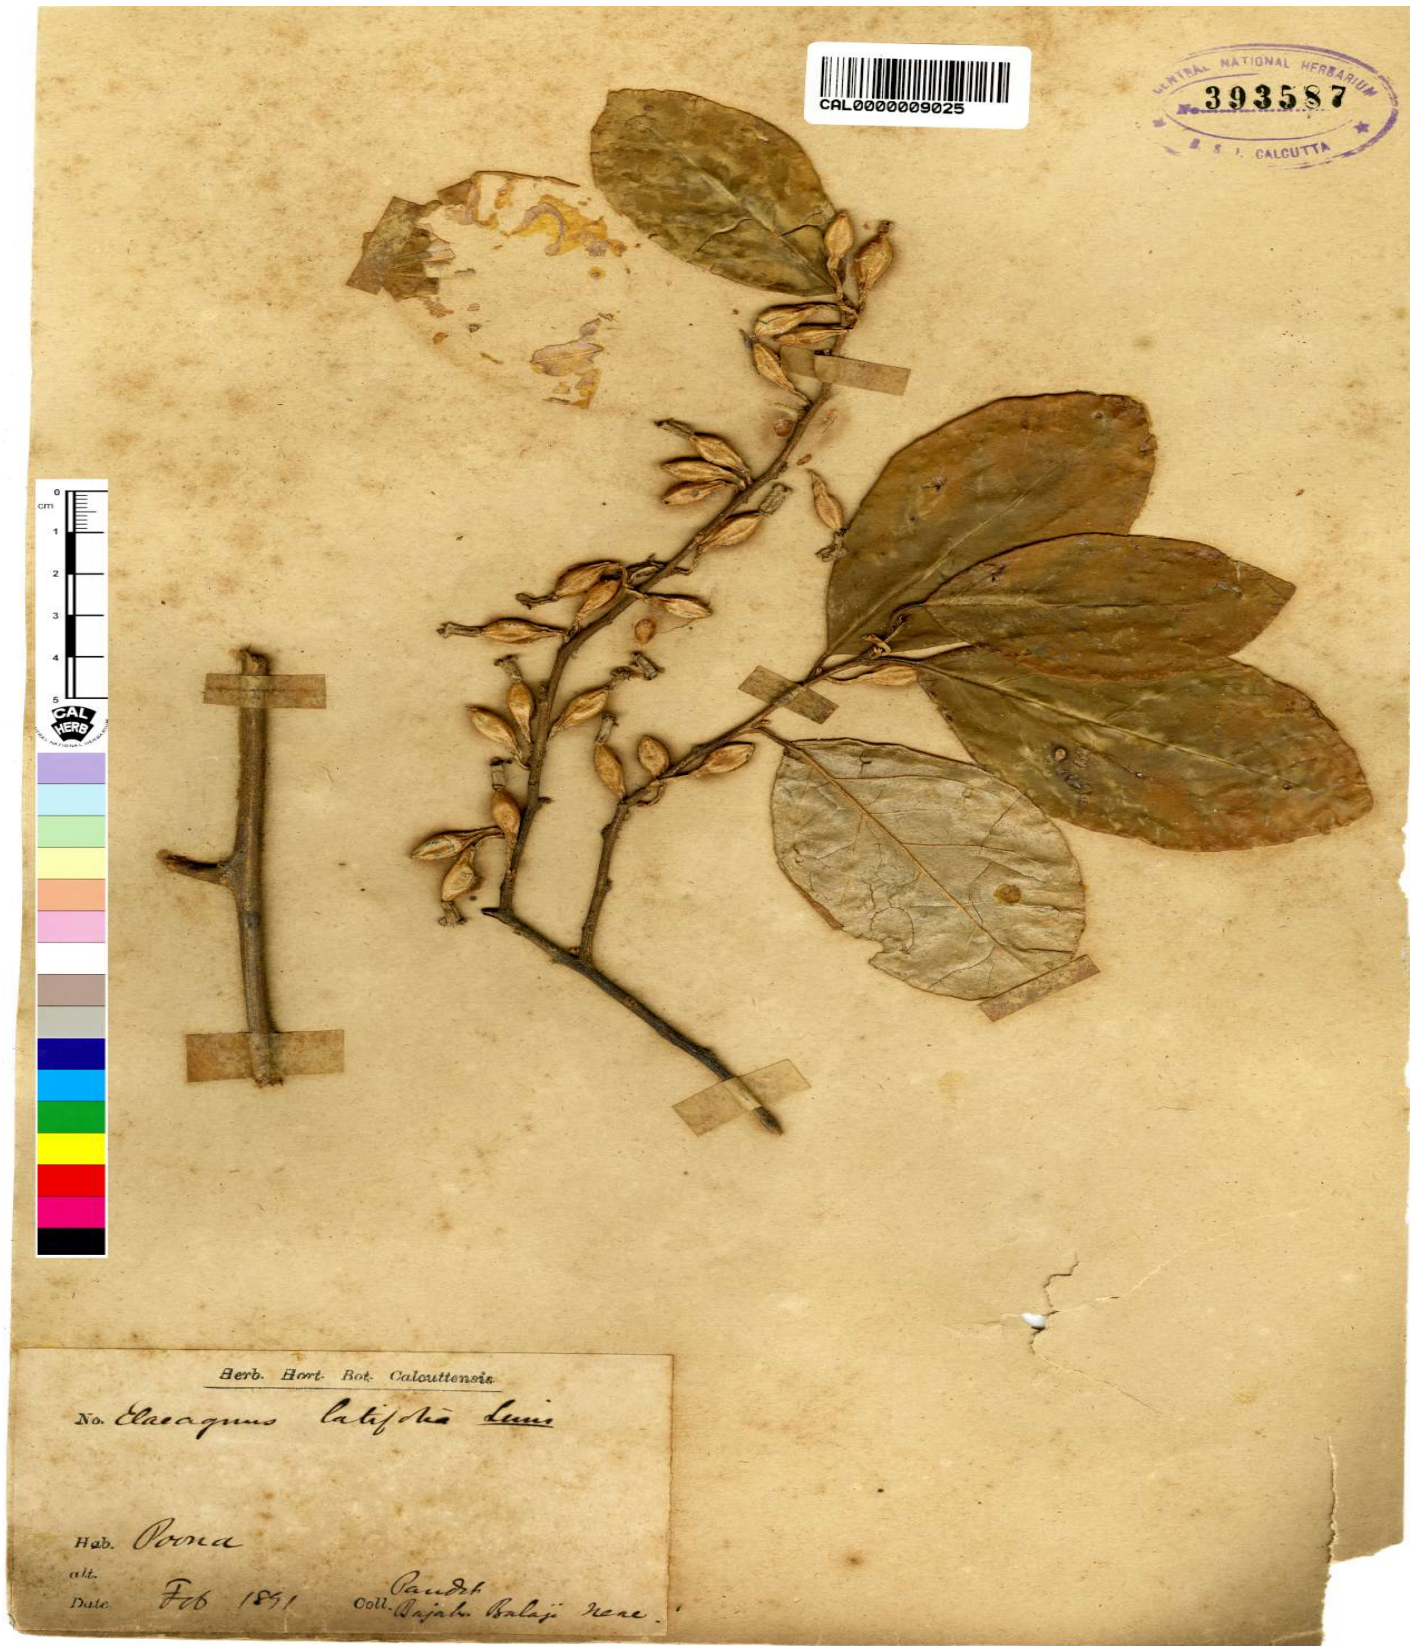 CAL0000009025
CENTRAL NATIONAL HERBARIUM
No 393587
B. S. I. CALCUTTA
0
cm
1
2
3
4
5
CAL
HERB
Herb. Hort. Bot. Calcuttensis
No. Elaeagnus latifolia Linn
Hab. Poona
alt.
Date Feb 1891
Pandit
Coll. Balaji Nene.